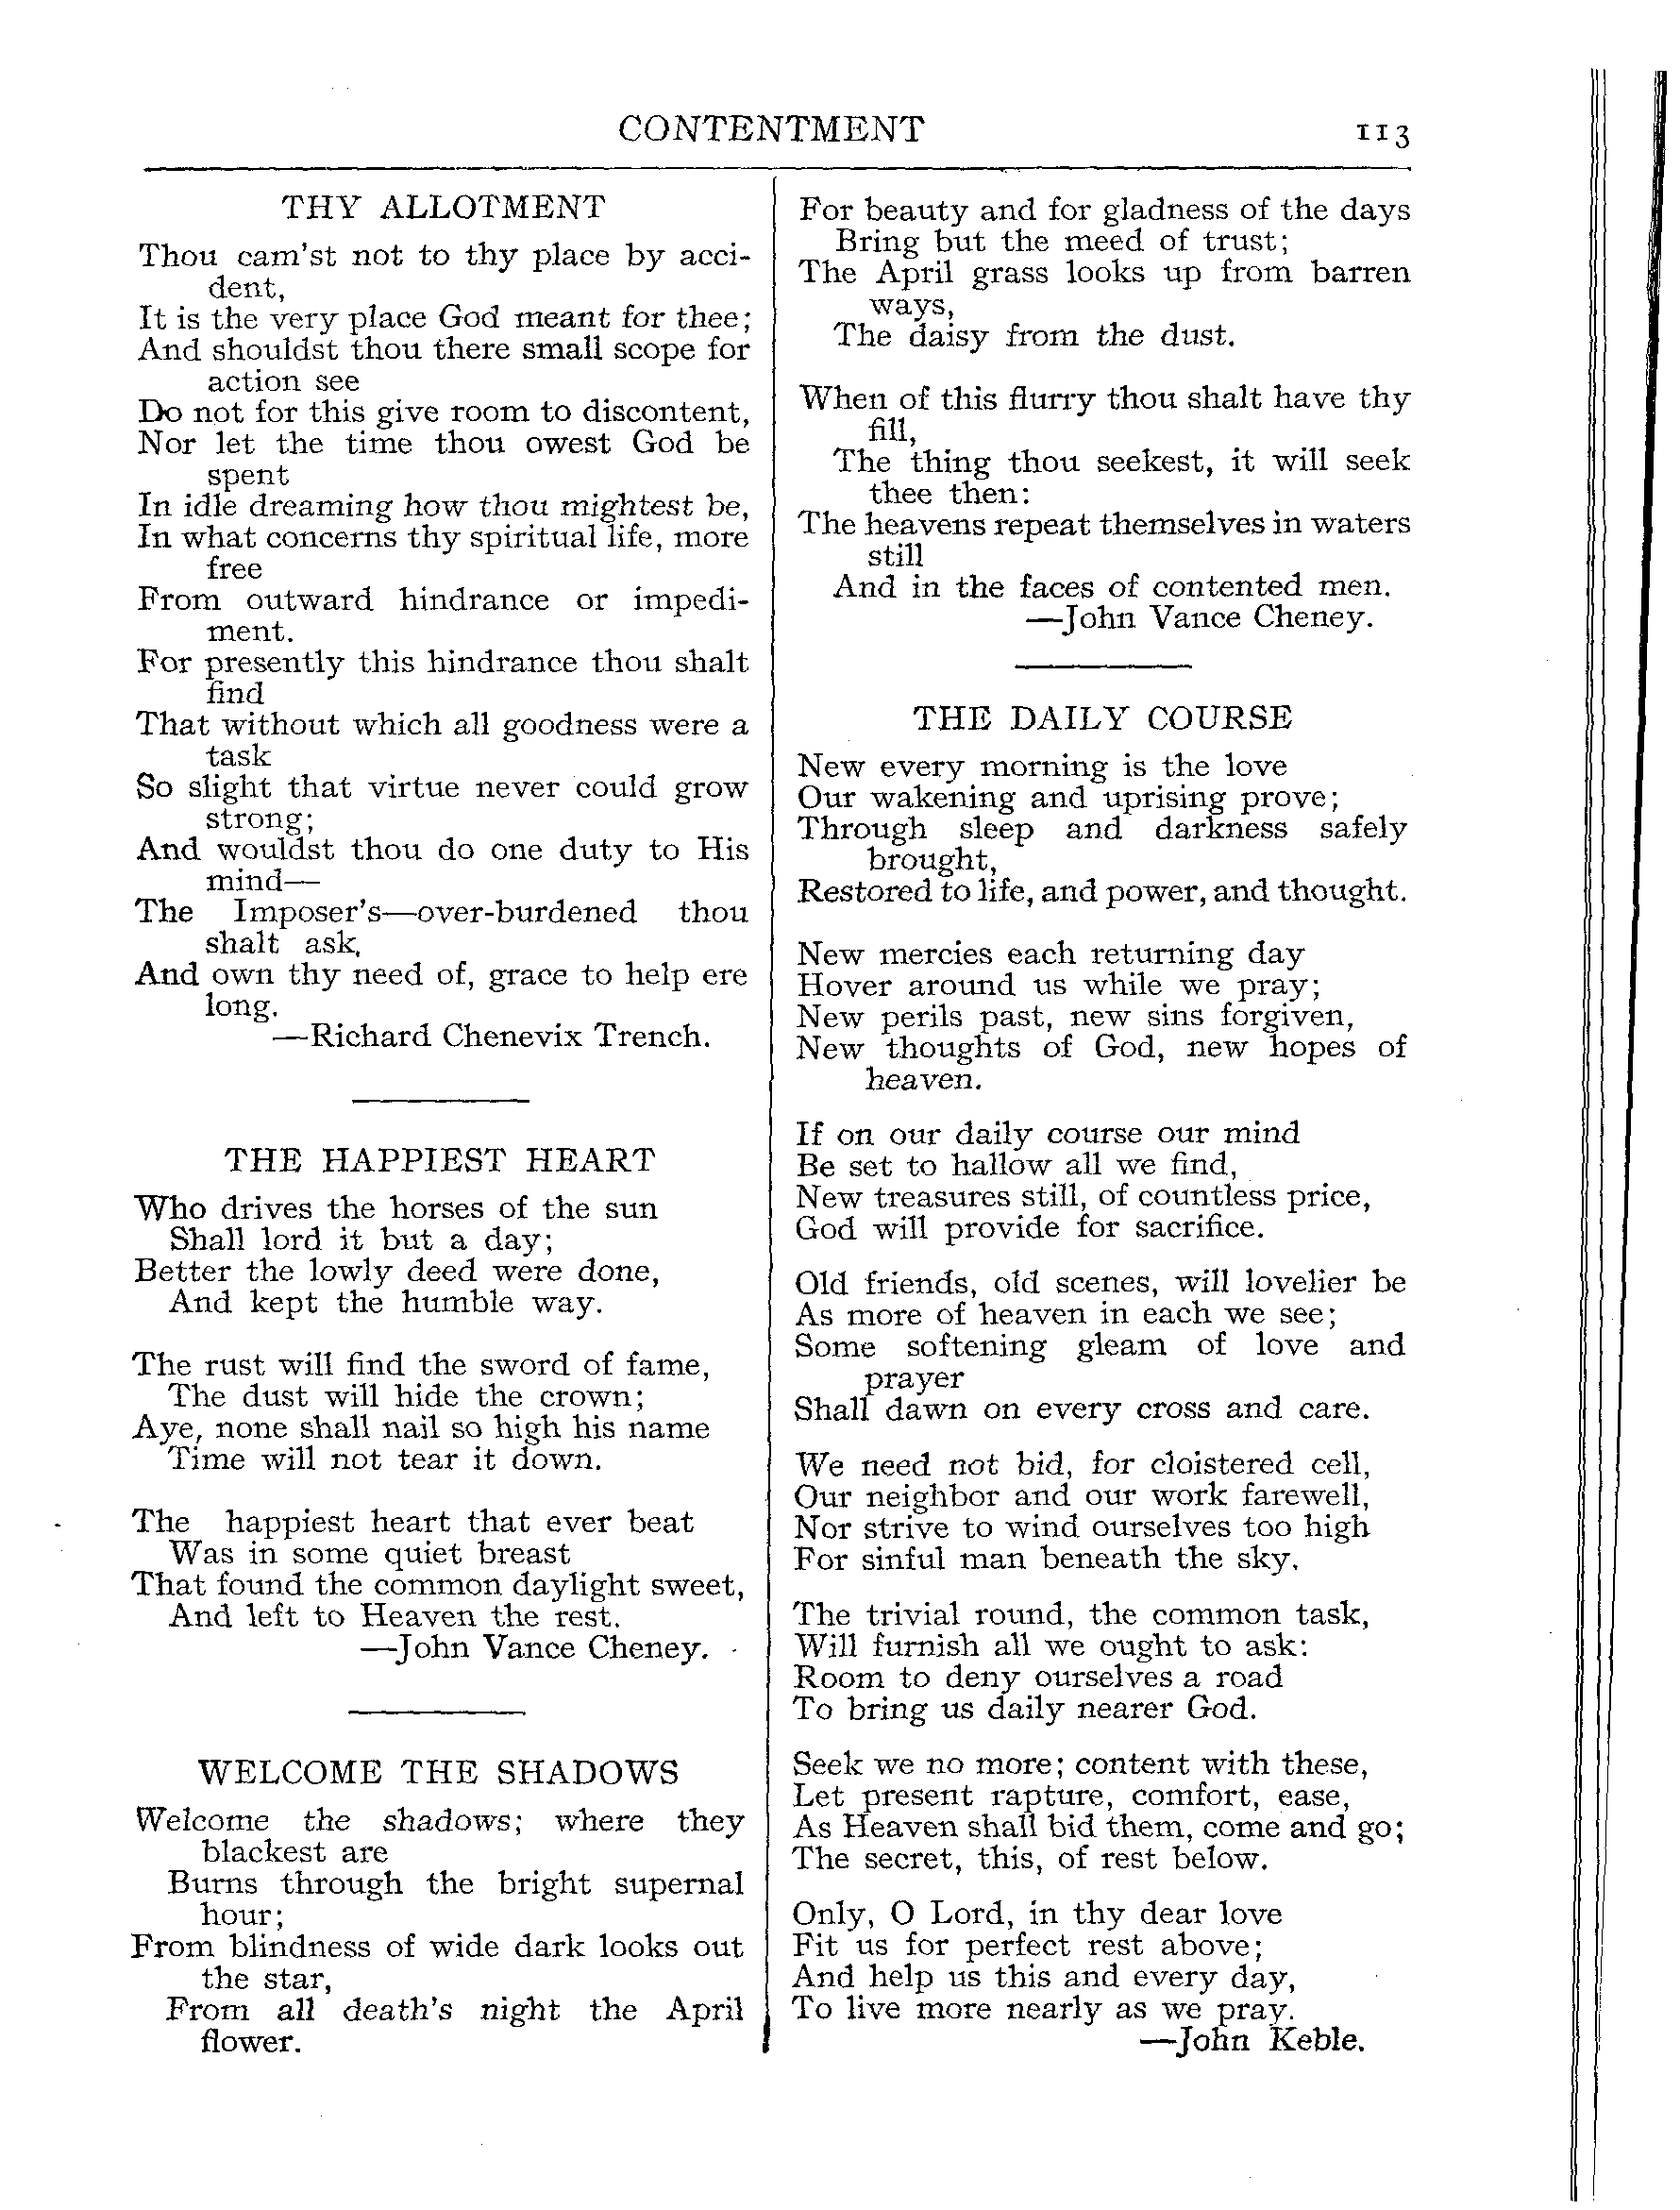 CONTENTMENT 113
THY ALLOTMENT
Thou cam'st not to thy place by acci-
dent,
It is the very place God meant for thee;
And shouldst thou there small scope for
action see
Do not for this give room to discontent,
Nor let the time thou owest God be
spent
In idle dreaming how thou mightest be,
In what concerns thy spiritual life, more
free
From outward hindrance or impedi-
ment.
For presently this hindrance thou shalt
find
That without which all goodness were a
task
So slight that virtue never could grow
strong;
And wouldst thou do one duty to His
mind—
The Imposer's—over-burdened thou
shalt ask,
And own thy need of, grace to help ere
long.
—Richard Chenevix Trench.
THE HAPPIEST HEART
Who drives the horses of the sun
Shall lord it but a day;
Better the lowly deed were done,
And kept the humble way.
The rust will find the sword of fame,
The dust will hide the crown;
Aye, none shall nail so high his name
Time will not tear it down.
The happiest heart that ever beat
Was in some quiet breast
That found the common daylight sweet,
And left to Heaven the rest.
—John Vance Cheney.
WELCOME THE SHADOWS
Welcome the shadows; where they
blackest are
Burns through the bright supernal
hour;
From blindness of wide dark looks out
the star,
From all death's night the April
flower.
For beauty and for gladness of the days
Bring but the meed of trust;
The April grass looks up from barren
ways,
The daisy from the dust.
When of this flurry thou shalt have thy
fill,
The thing thou seekest, it will seek
thee then:
The heavens repeat themselves in waters
still
And in the faces of contented men.
—John Vance Cheney.
THE DAILY COURSE
New every morning is the love
Our wakening and uprising prove;
Through sleep and darkness safely
brought,
Restored to life, and power, and thought.
New mercies each returning day
Hover around us while we pray;
New perils past, new sins forgiven,
New thoughts of God, new hopes of
heaven.
If on our daily course our mind
Be set to hallow all we find,
New treasures still, of countless price,
God will provide for sacrifice.
Old friends, old scenes, will lovelier be
As more of heaven in each we see;
Some softening gleam of love and
prayer
Shall dawn on every cross and care.
We need not bid, for cloistered cell,
Our neighbor and our work farewell,
Nor strive to wind ourselves too high
For sinful man beneath the sky.
The trivial round, the common task,
Will furnish all we ought to ask:
Room to deny ourselves a road
To bring us daily nearer God.
Seek we no more; content with these,
Let present rapture, comfort, ease,
As Heaven shall bid them, come and go;
The secret, this, of rest below.
Only, O Lord, in thy dear love
Fit us for perfect rest above;
And help us this and every day,
To live more nearly as we pray.
—John Keble.